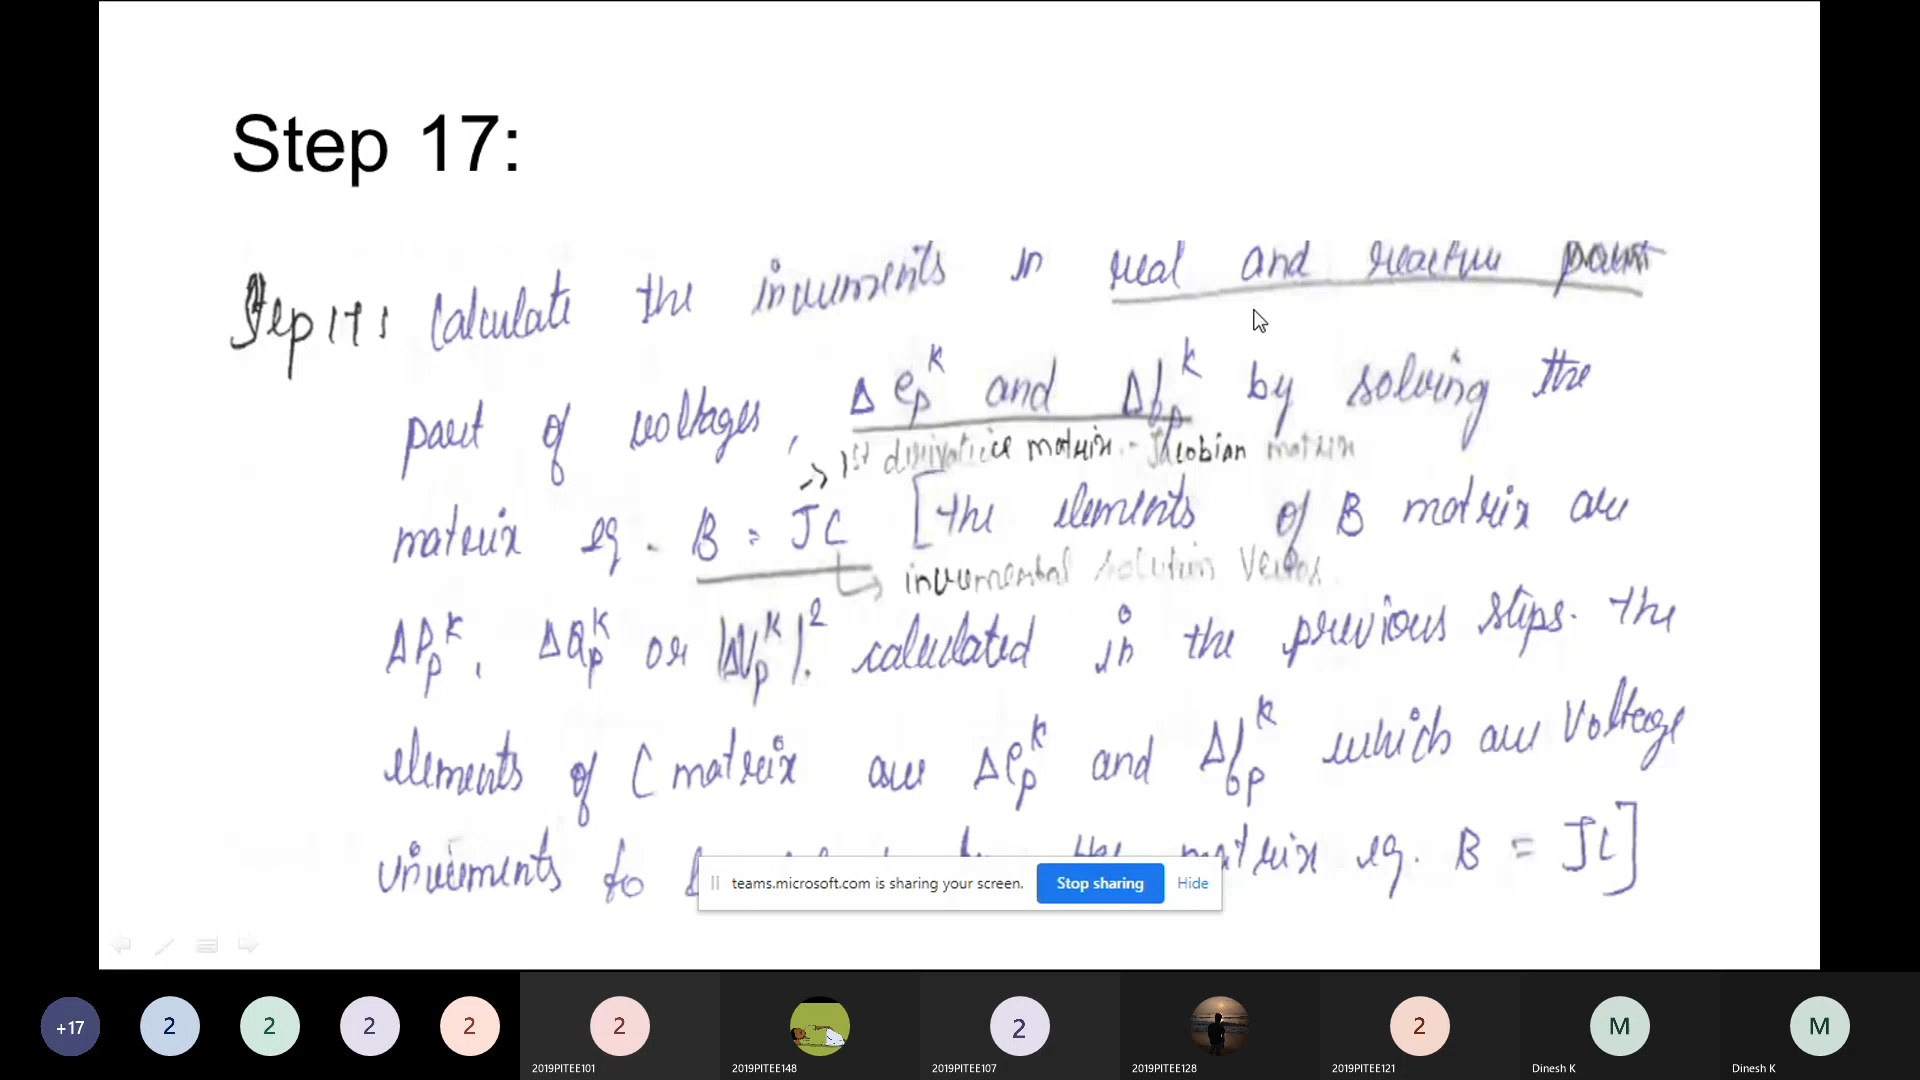 Step 17:
Step 17: Calculate the increments in real and reactive part
part of voltages, Δ e_p^k and Δ f_p^k by solving the
-> 1st derivative matrix - Jacobian matrix
matrix eq. B = JC [the elements of B matrix are
incremental solution Vector
ΔP_p^k, ΔQ_p^k or |ΔV_p^k|.² calculated in the previous steps. the
elements of C matrix are Δe_p^k and Δf_p^k which are Voltage
to the matrix eq. B = JC]
teams.microsoft.com is sharing your screen. Stop sharing Hide
+17 2 2 2 2 2 2 2 M M
2019PITEE101 2019PITEE148 2019PITEE107 2019PITEE128 2019PITEE121 Dinesh K Dinesh K